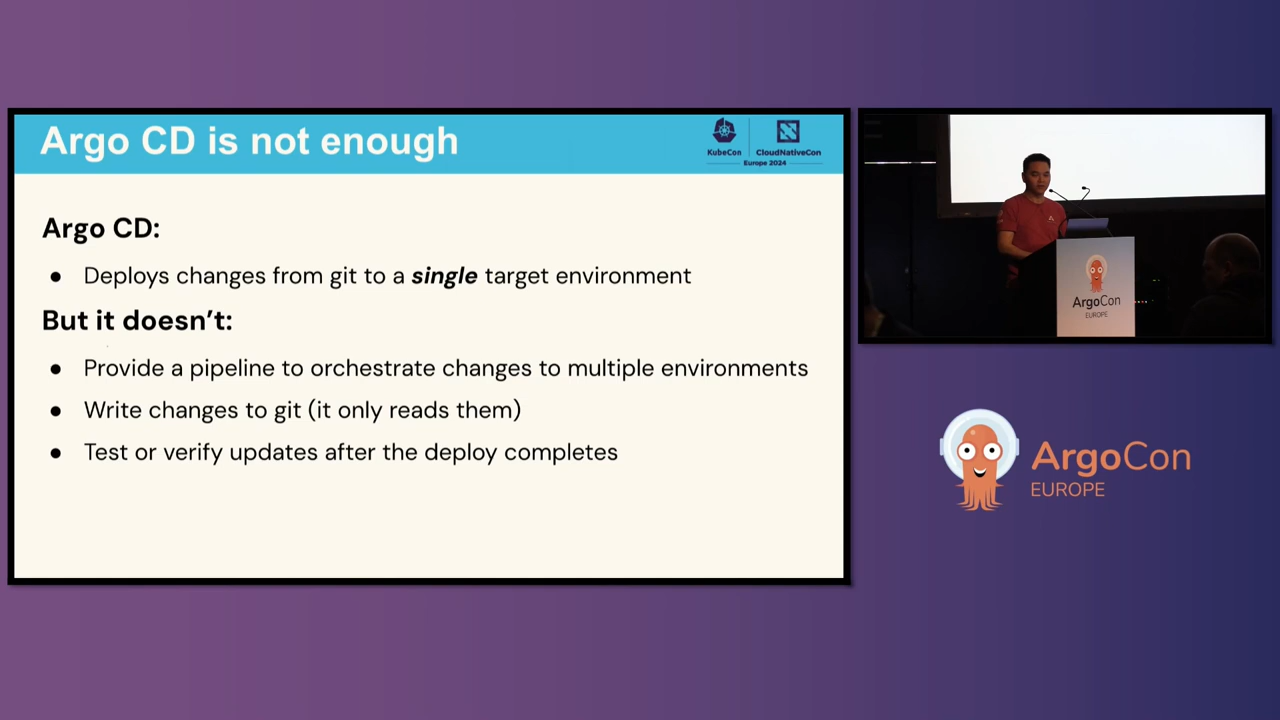 Argo CD is not enough
KubeCon
CloudNativeCon
Europe 2024
Argo CD:
● Deploys changes from git to a single target environment
But it doesn’t:
● Provide a pipeline to orchestrate changes to multiple environments
● Write changes to git (it only reads them)
● Test or verify updates after the deploy completes
ArgoCon
EUROPE
ArgoCon
EUROPE